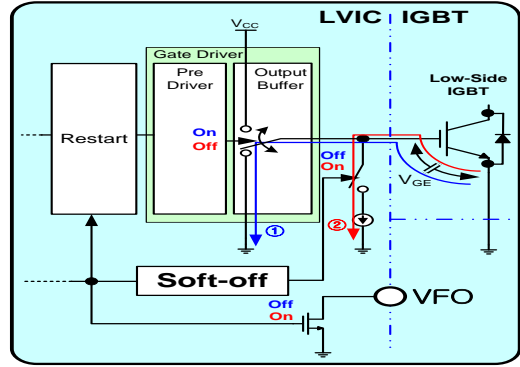 LVIC IGBT
VCC
Gate Driver
Pre
Driver
Output
Buffer
Low-Side
IGBT
Restart
On
Off
Off
On
VGE
①
②
Soft-off
Off
On
VFO